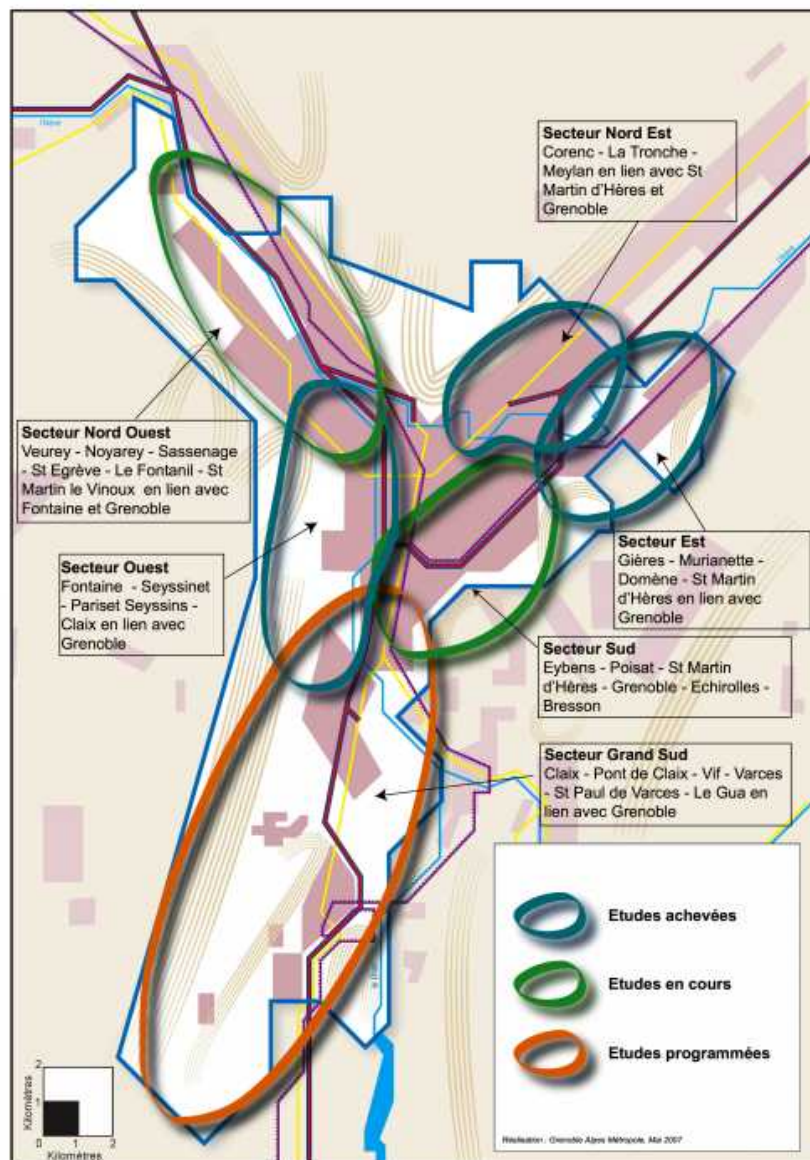 Secteur Nord Est
Corenc - La Tronche -
Meylan en lien avec St
Martin d'Hères et
Grenoble
l'Isère
l'Isère
Secteur Nord Ouest
Veurey - Noyarey - Sassenage
- St Egrève - Le Fontanil - St
Martin le Vinoux en lien avec
Fontaine et Grenoble
Secteur Ouest
Fontaine - Seyssinet
- Pariset Seyssins -
Claix en lien avec
Grenoble
Secteur Est
Gières - Murianette -
Domène - St Martin
d'Hères en lien avec
Grenoble
Secteur Sud
Eybens - Poisat - St Martin
d'Hères - Grenoble - Echirolles -
Bresson
Secteur Grand Sud
Claix - Pont de Claix - Vif - Varces
- St Paul de Varces - Le Gua en
lien avec Grenoble
Etudes achevées
Etudes en cours
Etudes programmées
Réalisation : Grenoble Alpes Métropole, Mai 2007
2
1
0
Kilomètres
1
2
Kilomètres